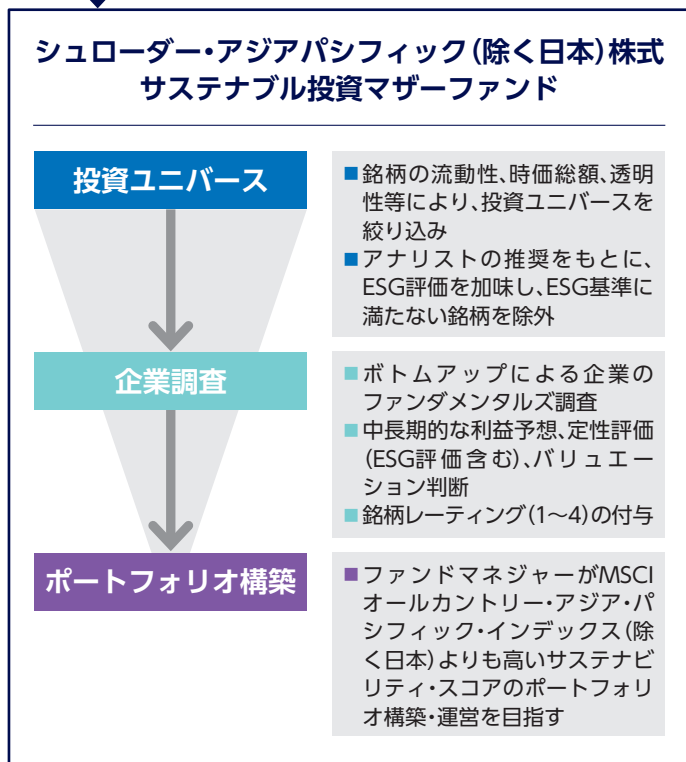 シュローダー・アジアパシフィック(除く日本)株式
サステナブル投資マザーファンド
投資ユニバース
■銘柄の流動性、時価総額、透明
性等により、投資ユニバースを
絞り込み
■アナリストの推奨をもとに、
ESG評価を加味し、ESG基準に
満たない銘柄を除外
企業調査
■ボトムアップによる企業の
ファンダメンタルズ調査
■中長期的な利益予想、定性評価
(ESG評価含む)、バリュエー
ション判断
■銘柄レーティング(1〜4)の付与
ポートフォリオ構築
■ファンドマネジャーがMSCI
オールカントリー・アジア・パ
シフィック・インデックス(除
く日本)よりも高いサステナビ
リティ・スコアのポートフォリ
オ構築・運営を目指す